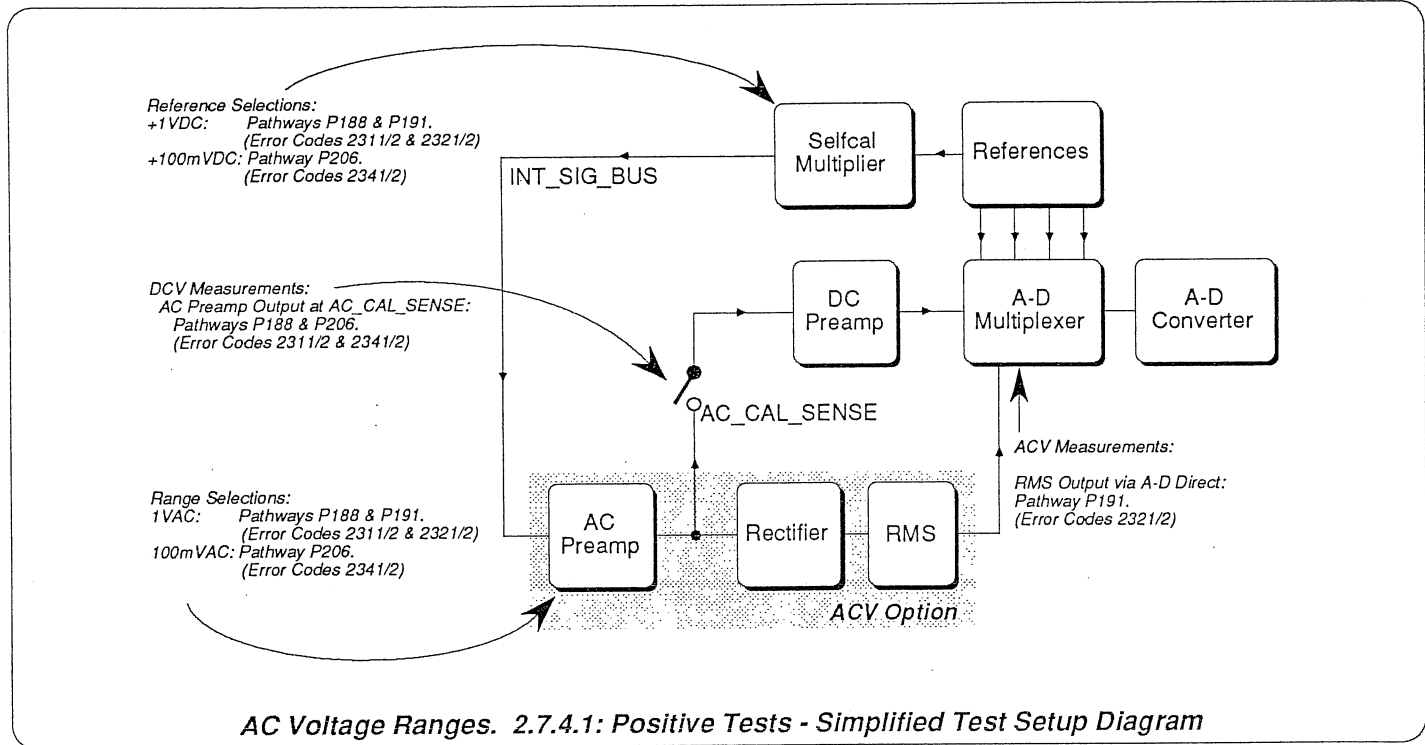 Reference Selections:
+1VDC: Pathways P188 & P191.
(Error Codes 2311/2 & 2321/2)
+100mVDC: Pathway P206.
(Error Codes 2341/2)
Selfcal
Multiplier
References
INT_SIG_BUS
DCV Measurements:
AC Preamp Output at AC_CAL_SENSE:
Pathways P188 & P206.
(Error Codes 2311/2 & 2341/2)
DC
Preamp
A-D
Multiplexer
A-D
Converter
AC_CAL_SENSE
ACV Measurements:
RMS Output via A-D Direct:
Pathway P191.
(Error Codes 2321/2)
Range Selections:
1VAC: Pathways P188 & P191.
(Error Codes 2311/2 & 2321/2)
100mVAC: Pathway P206.
(Error Codes 2341/2)
AC
Preamp
Rectifier
RMS
ACV Option
AC Voltage Ranges. 2.7.4.1: Positive Tests - Simplified Test Setup Diagram